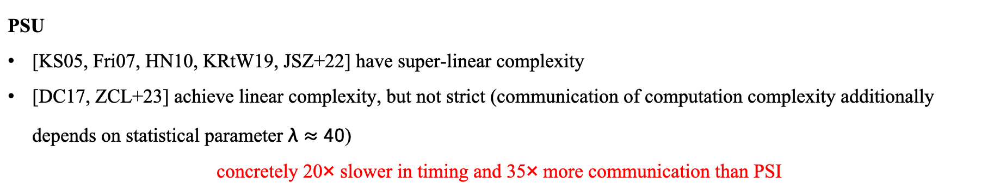 PSU
• [KS05, Fri07, HN10, KRtW19, JSZ+22] have super-linear complexity
• [DC17, ZCL+23] achieve linear complexity, but not strict (communication of computation complexity additionally
depends on statistical parameter λ ≈ 40)
concretely 20× slower in timing and 35× more communication than PSI